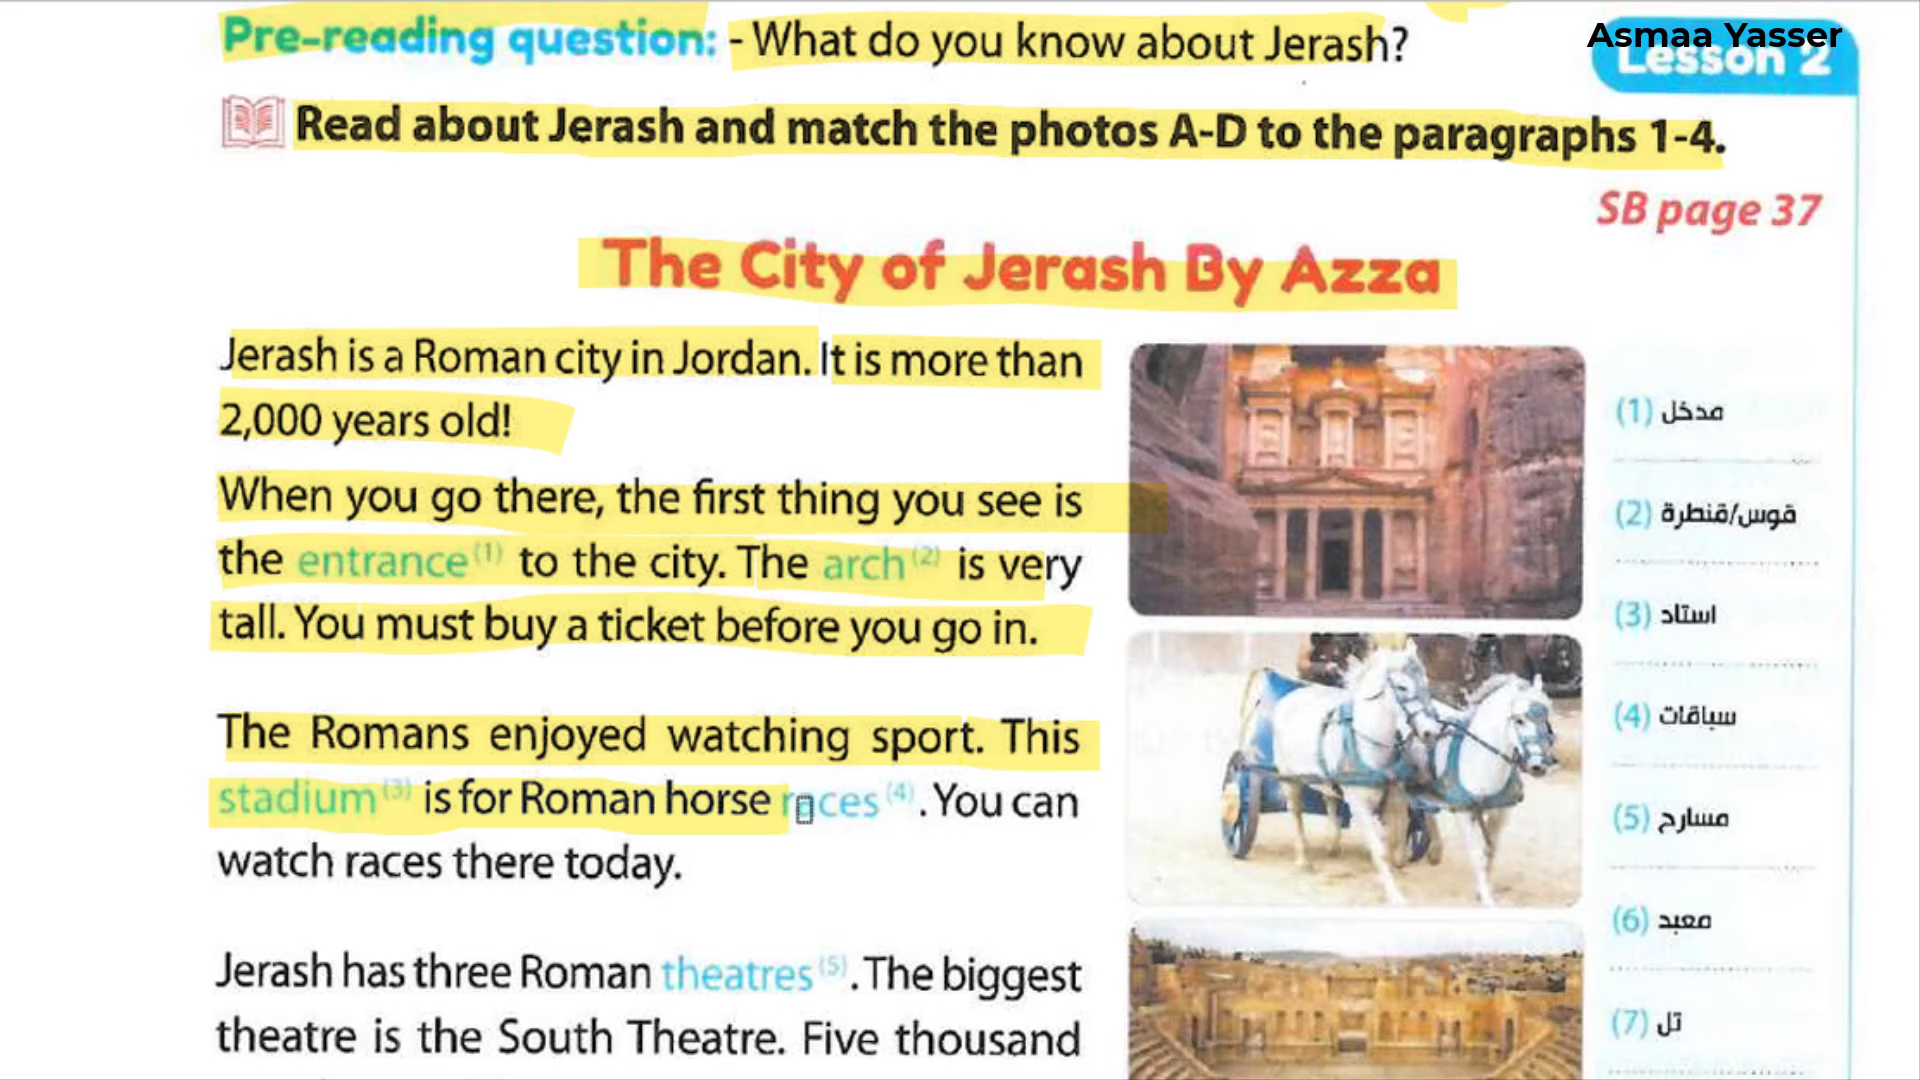 Pre-reading question: - What do you know about Jerash?
Asmaa Yasser
Lesson 2
Read about Jerash and match the photos A-D to the paragraphs 1-4.
SB page 37
The City of Jerash By Azza
Jerash is a Roman city in Jordan. It is more than
2,000 years old!
When you go there, the first thing you see is
the entrance (1) to the city. The arch (2) is very
tall. You must buy a ticket before you go in.
The Romans enjoyed watching sport. This
stadium (3) is for Roman horse races (4). You can
watch races there today.
Jerash has three Roman theatres (5). The biggest
theatre is the South Theatre. Five thousand
(1) مدخل
(2) قوس/قنطرة
(3) استاد
(4) سباقات
(5) مسارح
(6) معبد
(7) تل